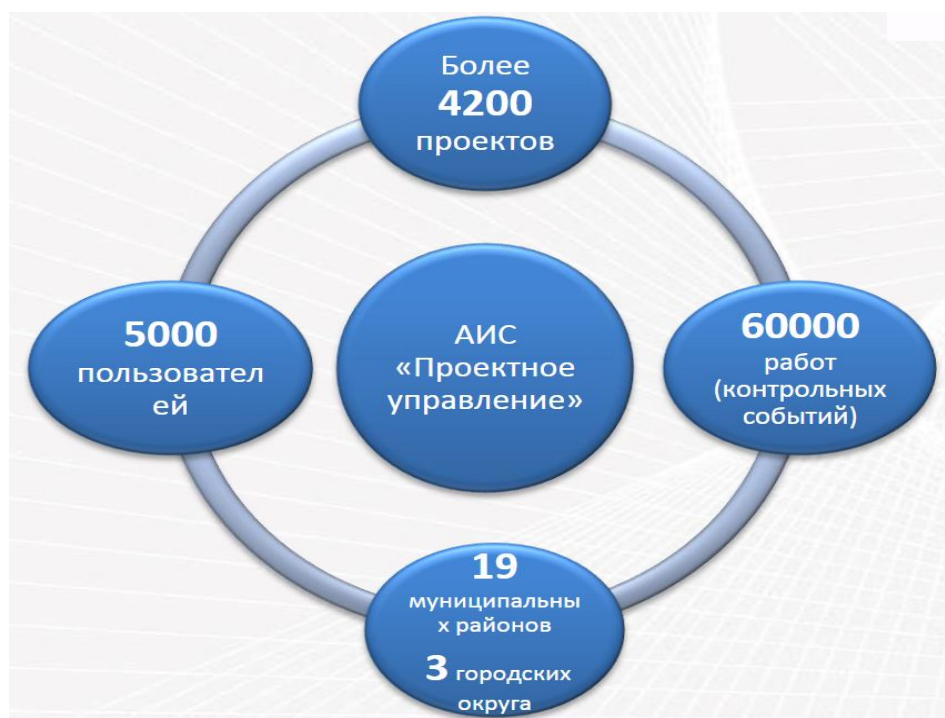 Более
4200
проектов
5000
пользовател
ей
АИС
«Проектное
управление»
60000
работ
(контрольных
событий)
19
муниципальны
х районов
3 городских
округа